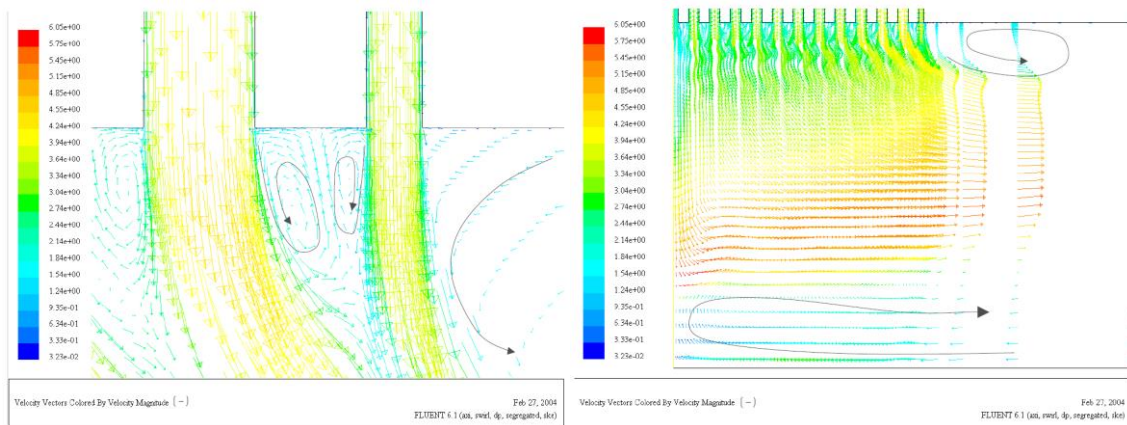 6.05e+00
5.75e+00
5.45e+00
5.15e+00
4.85e+00
4.55e+00
4.24e+00
3.94e+00
3.64e+00
3.34e+00
3.04e+00
2.74e+00
2.44e+00
2.14e+00
1.84e+00
1.54e+00
1.24e+00
9.35e-01
6.34e-01
3.33e-01
3.23e-02
Velocity Vectors Colored By Velocity Magnitude (-)
Feb 27, 2004
FLUENT 6.1 (axi, swirl, dp, segregated, ske)
6.05e+00
5.75e+00
5.45e+00
5.15e+00
4.85e+00
4.55e+00
4.24e+00
3.94e+00
3.64e+00
3.34e+00
3.04e+00
2.74e+00
2.44e+00
2.14e+00
1.84e+00
1.54e+00
1.24e+00
9.35e-01
6.34e-01
3.33e-01
3.23e-02
Velocity Vectors Colored By Velocity Magnitude (-)
Feb 27, 2004
FLUENT 6.1 (axi, swirl, dp, segregated, ske)